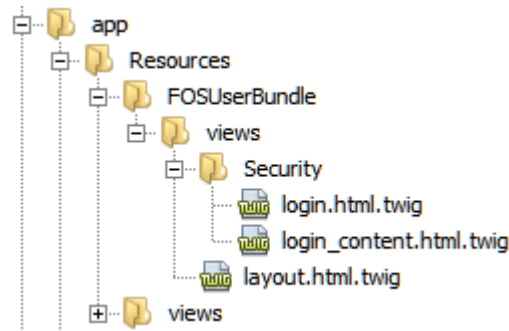 app
Resources
FOSUserBundle
views
Security
login.html.twig
login_content.html.twig
layout.html.twig
views